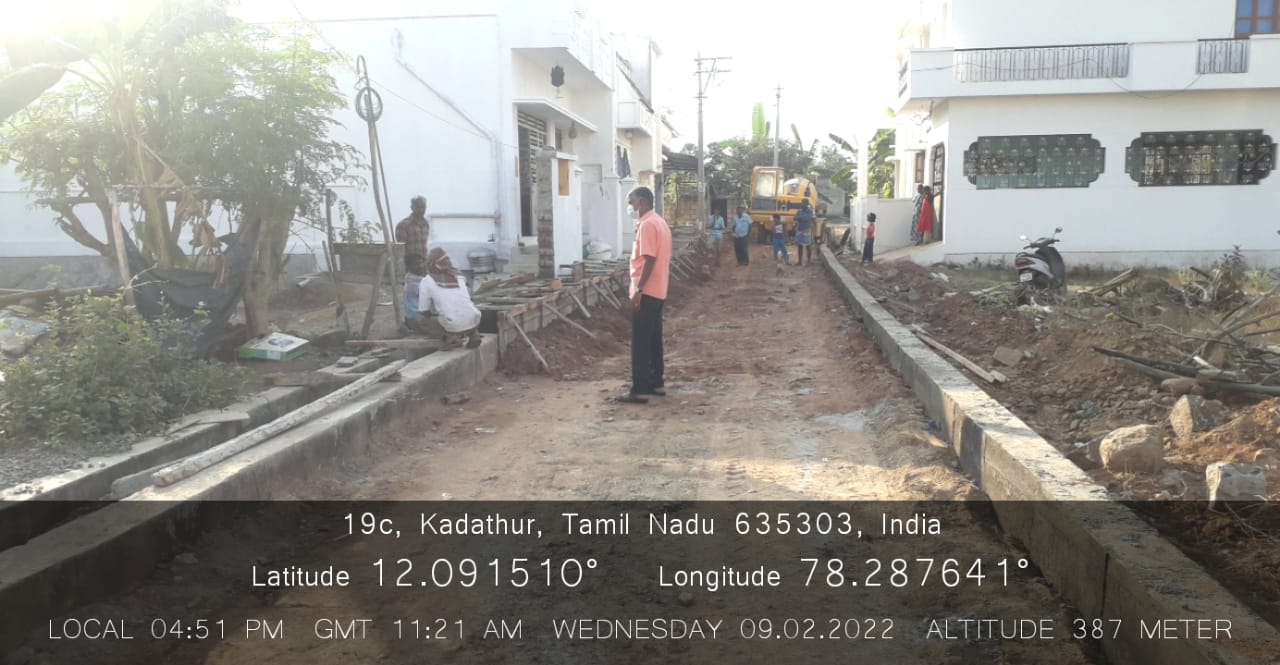 19c, Kadathur, Tamil Nadu 635303, India
Latitude 12.091510° Longitude 78.287641°
LOCAL 04:51 PM GMT 11:21 AM WEDNESDAY 09.02.2022 ALTITUDE 387 METER